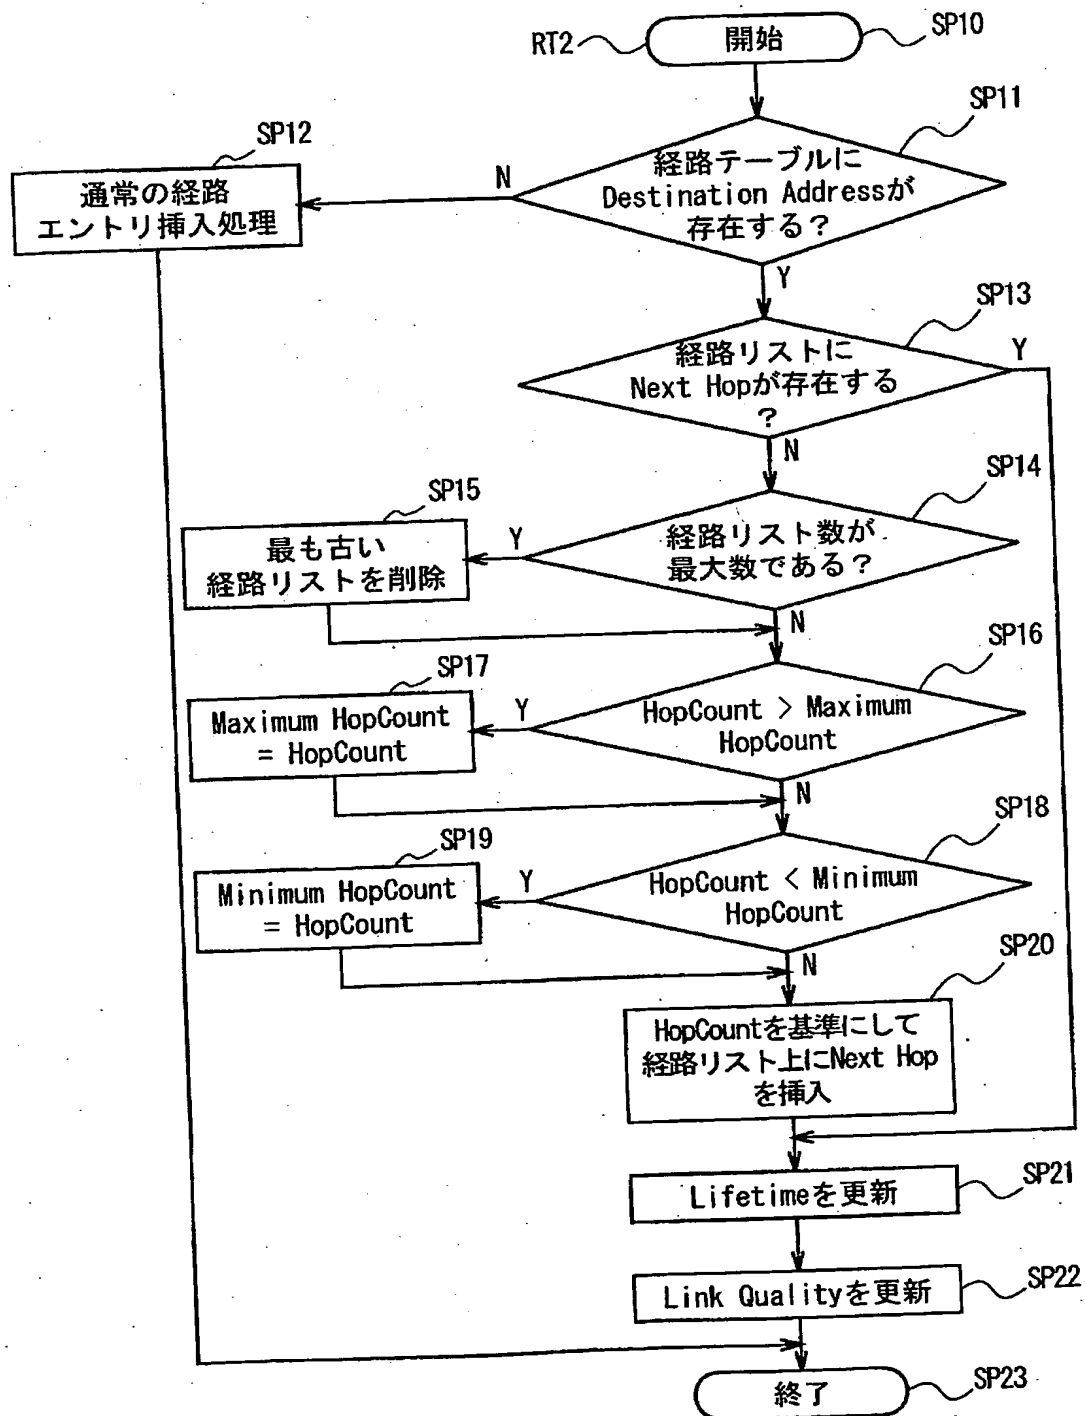 RT2
開始
SP10
SP11
経路テーブルに
Destination Addressが
存在する?
N
Y
SP12
通常の経路
エントリ挿入処理
SP13
経路リストに
Next Hopが存在する
?
Y
N
SP14
経路リスト数が
最大数である?
Y
N
SP15
最も古い
経路リストを削除
SP16
HopCount > Maximum
HopCount
Y
N
SP17
Maximum HopCount
= HopCount
SP18
HopCount < Minimum
HopCount
Y
N
SP19
Minimum HopCount
= HopCount
SP20
HopCountを基準にして
経路リスト上にNext Hop
を挿入
SP21
Lifetimeを更新
SP22
Link Qualityを更新
終了
SP23